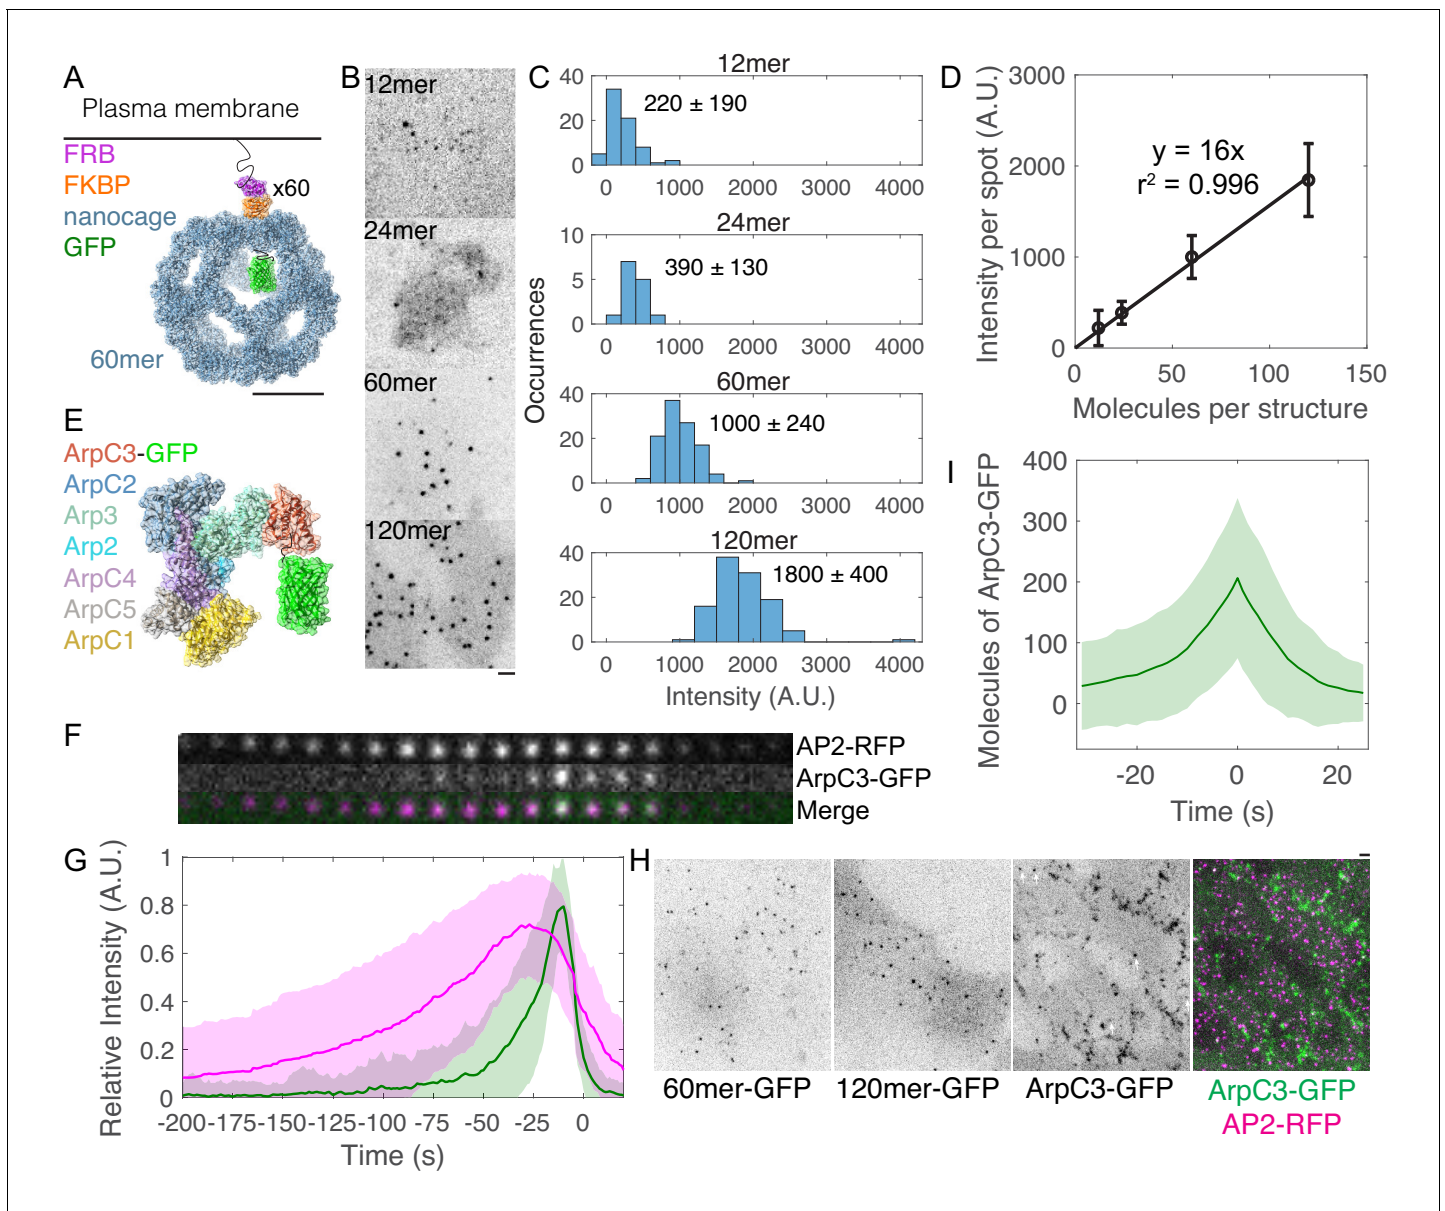 A
Plasma membrane
FRB
FKBP
nanocage
GFP
x60
60mer
B
12mer
24mer
60mer
120mer
C
12mer
40
20
0
220 ± 190
0 1000 2000 3000 4000
24mer
10
5
0
390 ± 130
0 1000 2000 3000 4000
60mer
40
20
0
1000 ± 240
0 1000 2000 3000 4000
120mer
40
20
0
1800 ± 400
0 1000 2000 3000 4000
Occurrences
Intensity (A.U.)
D
3000
2000
1000
0
y = 16x
r² = 0.996
0 50 100 150
Intensity per spot (A.U.)
Molecules per structure
E
ArpC3-GFP
ArpC2
Arp3
Arp2
ArpC4
ArpC5
ArpC1
F
AP2-RFP
ArpC3-GFP
Merge
G
1
0.8
0.6
0.4
0.2
0
-200 -175 -150 -125 -100 -75 -50 -25 0
Relative Intensity (A.U.)
Time (s)
H
60mer-GFP
120mer-GFP
ArpC3-GFP
ArpC3-GFP
AP2-RFP
I
400
300
200
100
0
-20 0 20
Molecules of ArpC3-GFP
Time (s)